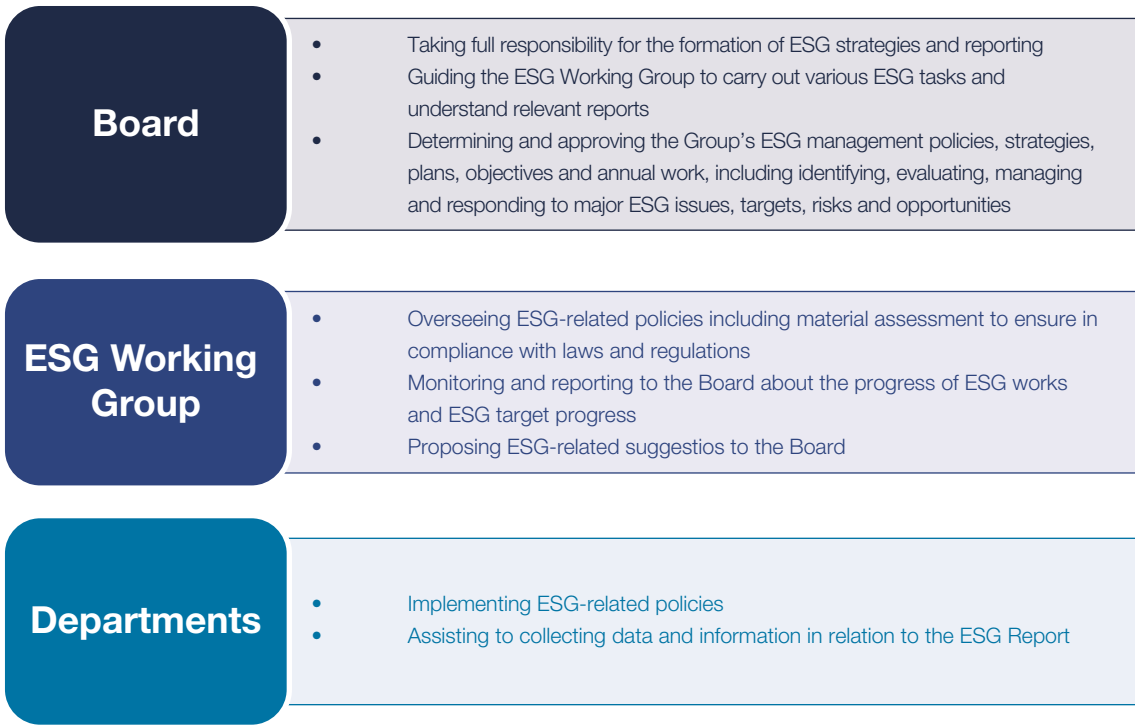 Board
• Taking full responsibility for the formation of ESG strategies and reporting
• Guiding the ESG Working Group to carry out various ESG tasks and
understand relevant reports
• Determining and approving the Group's ESG management policies, strategies,
plans, objectives and annual work, including identifying, evaluating, managing
and responding to major ESG issues, targets, risks and opportunities
ESG Working
Group
• Overseeing ESG-related policies including material assessment to ensure in
compliance with laws and regulations
• Monitoring and reporting to the Board about the progress of ESG works
and ESG target progress
• Proposing ESG-related suggestios to the Board
Departments
• Implementing ESG-related policies
• Assisting to collecting data and information in relation to the ESG Report